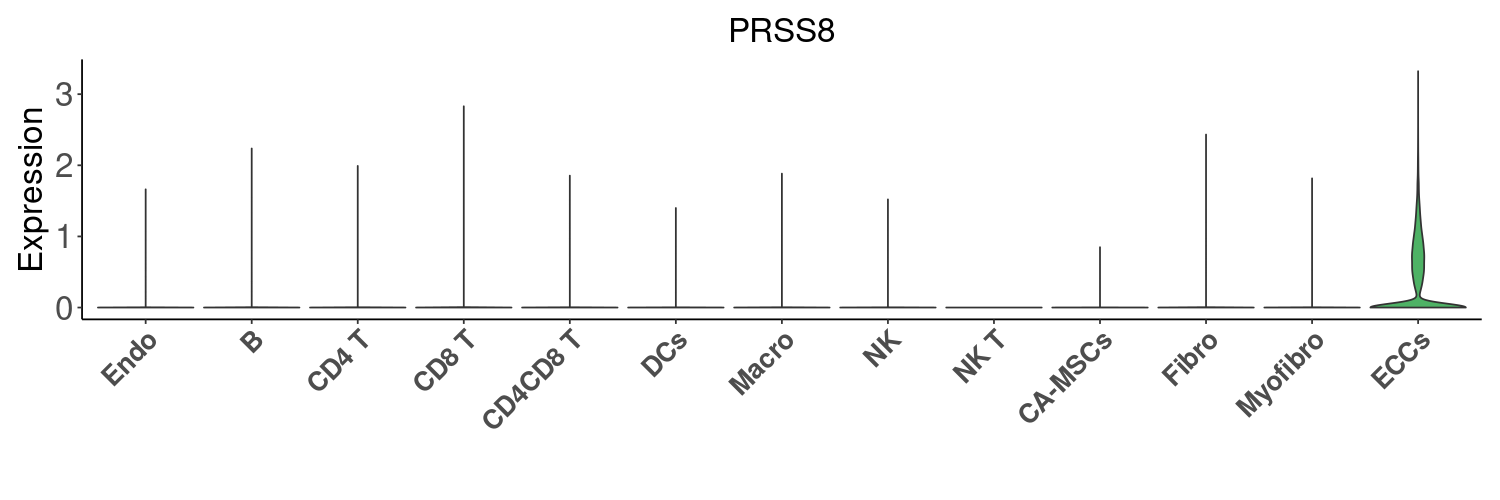 PRSS8
Expression
3
2
1
0
Endo
B
CD4 T
CD8 T
CD4CD8 T
DCs
Macro
NK
NK T
CA-MSCs
Fibro
Myofibro
ECCs